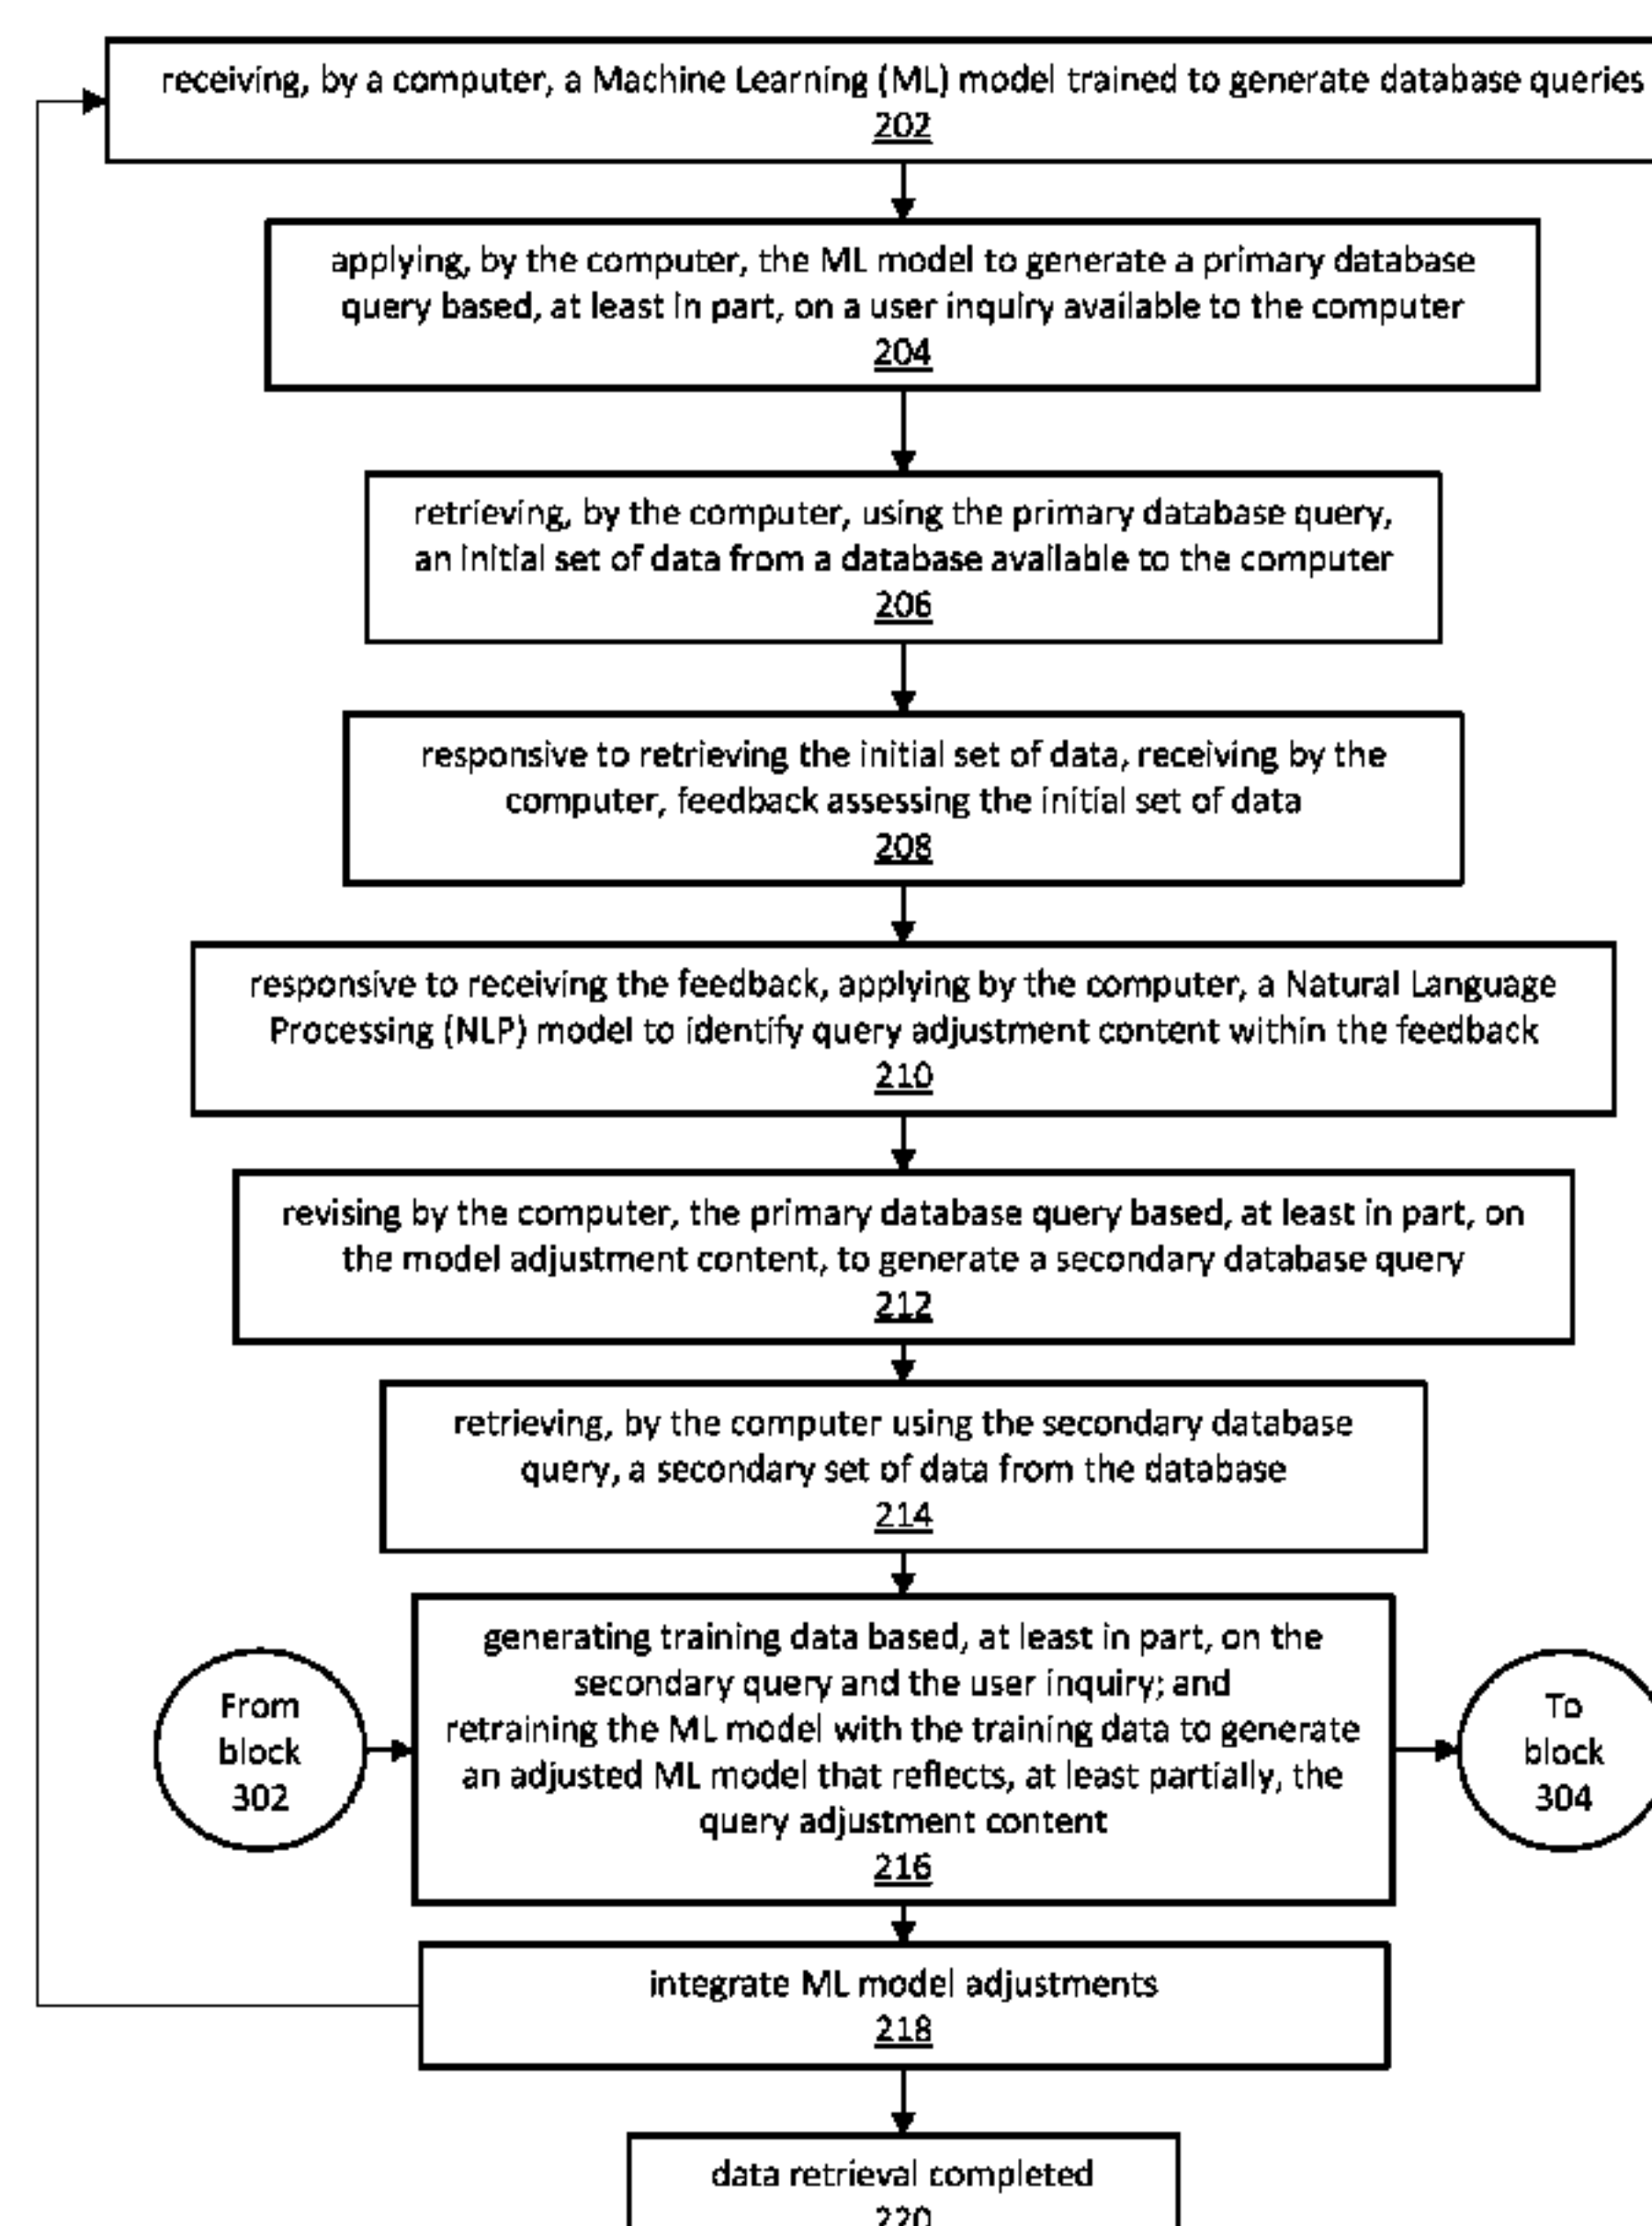 receiving, by a computer, a Machine Learning (ML) model trained to generate database queries
202
applying, by the computer, the ML model to generate a primary database
query based, at least in part, on a user inquiry available to the computer
204
retrieving, by the computer, using the primary database query,
an initial set of data from a database available to the computer
206
responsive to retrieving the initial set of data, receiving by the
computer, feedback assessing the initial set of data
208
responsive to receiving the feedback, applying by the computer, a Natural Language
Processing (NLP) model to identify query adjustment content within the feedback
210
revising by the computer, the primary database query based, at least in part, on
the model adjustment content, to generate a secondary database query
212
retrieving, by the computer using the secondary database
query, a secondary set of data from the database
214
From
block
302
generating training data based, at least in part, on the
secondary query and the user inquiry; and
retraining the ML model with the training data to generate
an adjusted ML model that reflects, at least partially, the
query adjustment content
216
To
block
304
integrate ML model adjustments
218
data retrieval completed
220